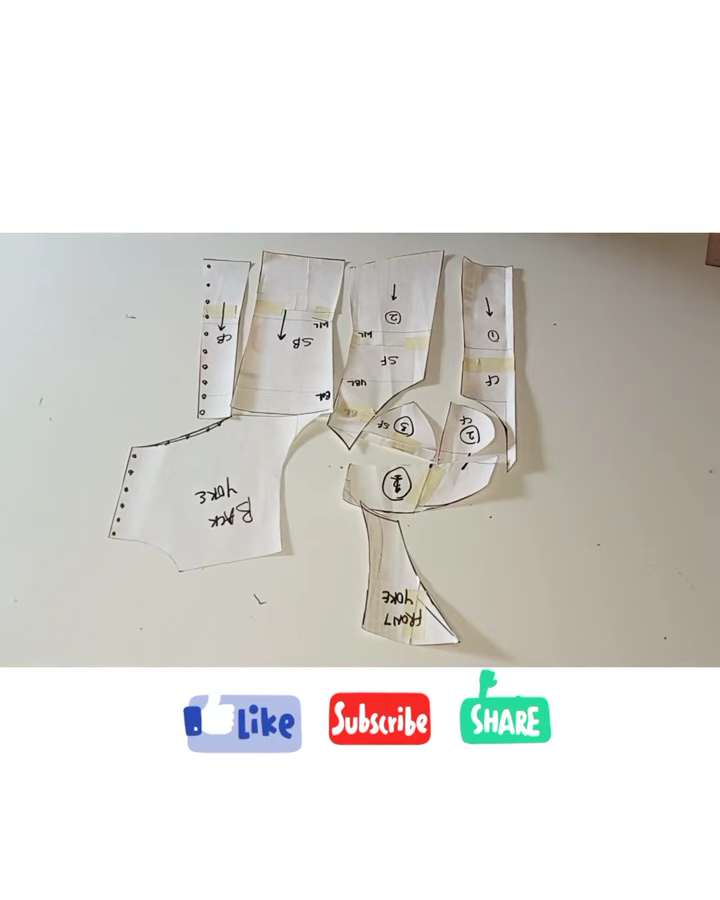 CB
WL
SB
BL
2
WL
SF
UBL
BL
1
CF
3
SF
2
CF
1
BACK
YOKE
FRONT
YOKE
Like
Subscribe
SHARE